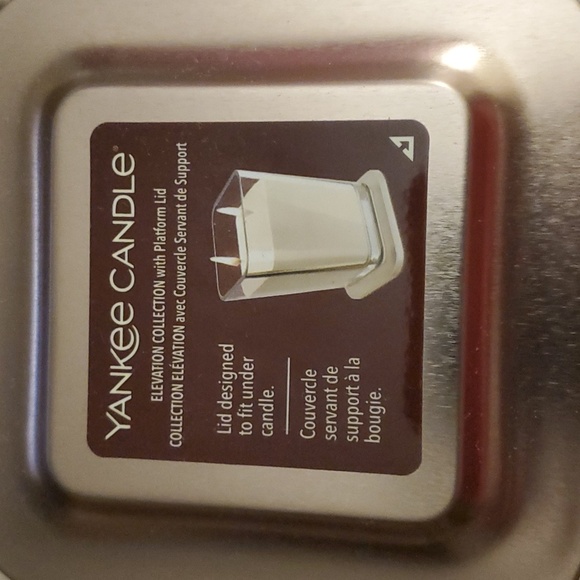 YANKEE CANDLE®
ELEVATION COLLECTION with Platform Lid
COLLECTION ELÉVATION avec Couvercle Servant de Support
Lid designed
to fit under
candle.
Couvercle
servant de
support à la
bougie.